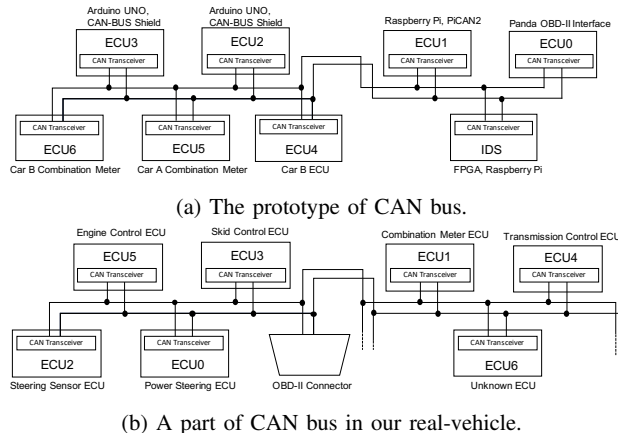 Arduino UNO,
CAN-BUS Shield
Arduino UNO,
CAN-BUS Shield
Raspberry Pi, PiCAN2
Panda OBD-II Interface
ECU3
CAN Transceiver
ECU2
CAN Transceiver
ECU1
CAN Transceiver
ECU0
CAN Transceiver
CAN Transceiver
ECU6
Car B Combination Meter
CAN Transceiver
ECU5
Car A Combination Meter
CAN Transceiver
ECU4
Car B ECU
CAN Transceiver
IDS
FPGA, Raspberry Pi
(a) The prototype of CAN bus.
Engine Control ECU
Skid Control ECU
Combination Meter ECU
Transmission Control ECU
ECU5
CAN Transceiver
ECU3
CAN Transceiver
ECU1
CAN Transceiver
ECU4
CAN Transceiver
CAN Transceiver
ECU2
Steering Sensor ECU
CAN Transceiver
ECU0
Power Steering ECU
OBD-II Connector
CAN Transceiver
ECU6
Unknown ECU
(b) A part of CAN bus in our real-vehicle.